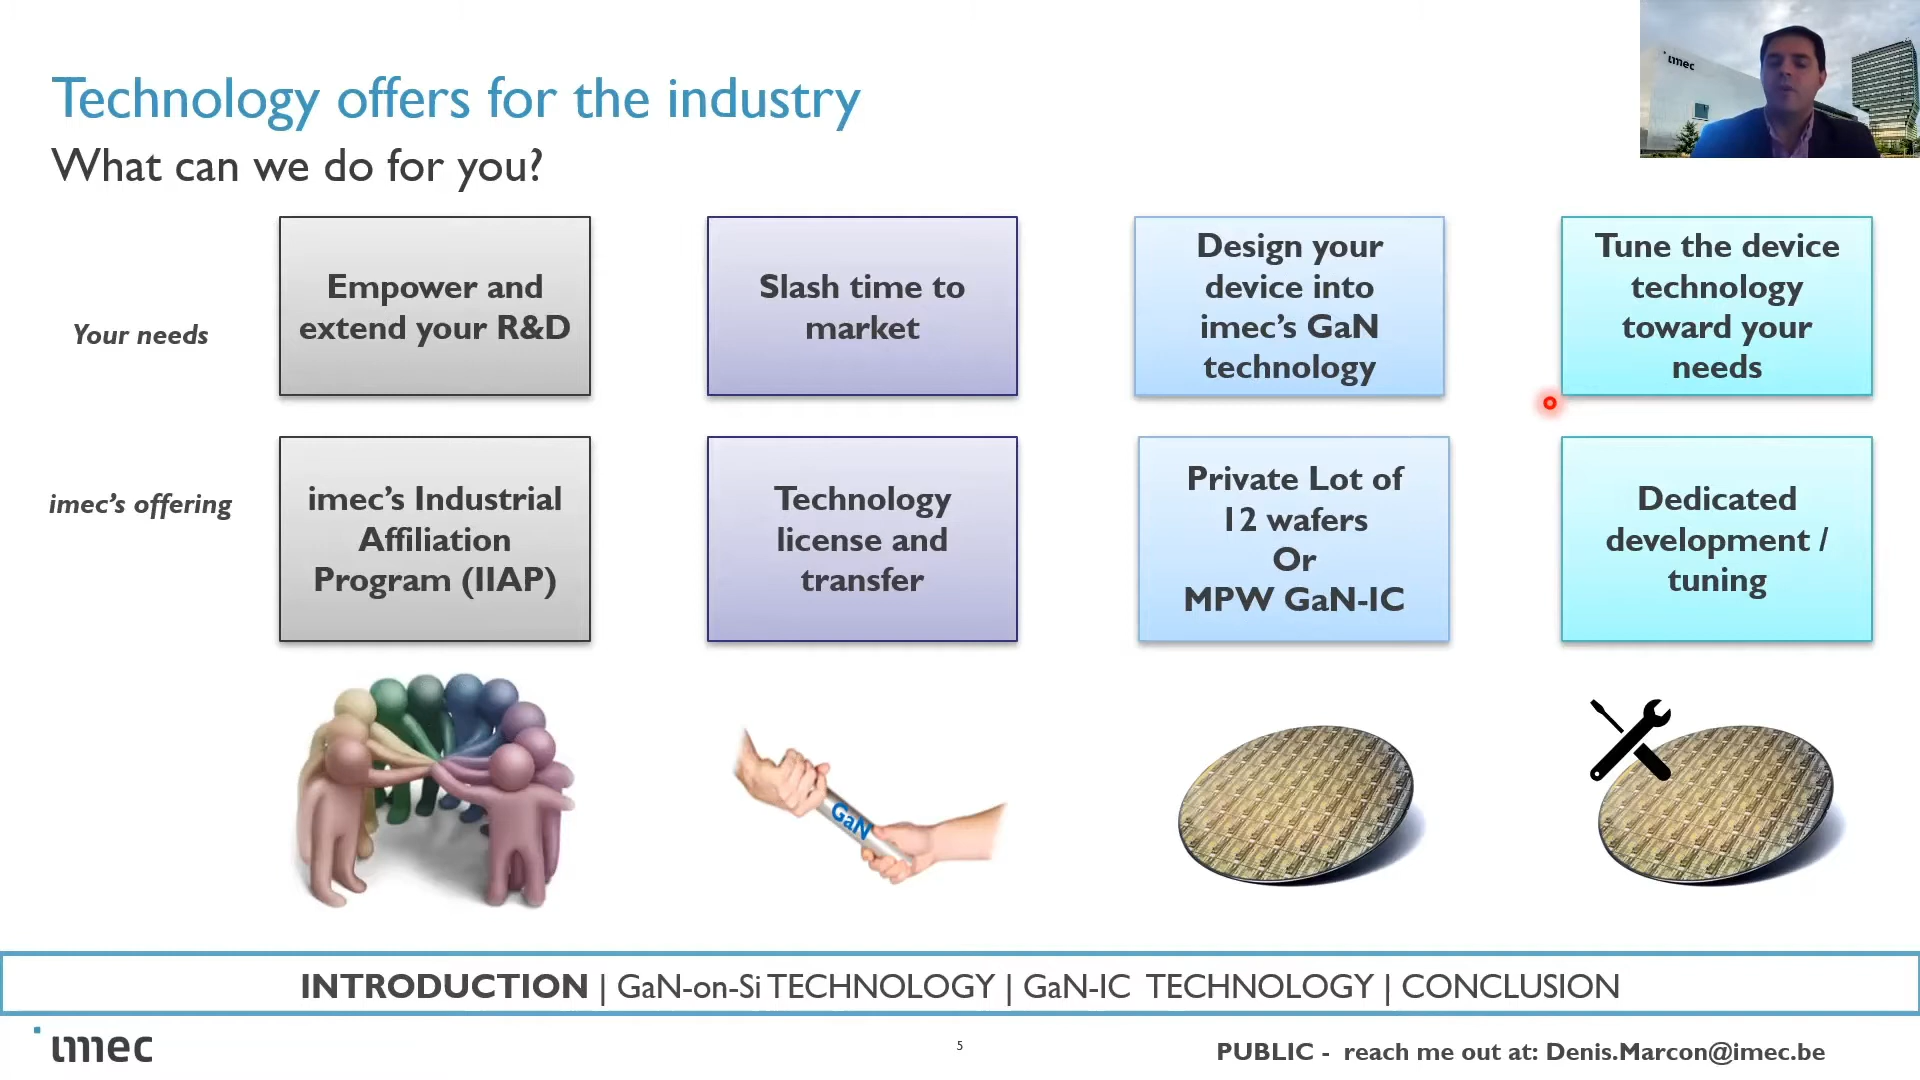 imec
Technology offers for the industry
What can we do for you?
Your needs
Empower and
extend your R&D
Slash time to
market
Design your
device into
imec’s GaN
technology
Tune the device
technology
toward your
needs
imec’s offering
imec’s Industrial
Affiliation
Program (IIAP)
Technology
license and
transfer
Private Lot of
12 wafers
Or
MPW GaN-IC
Dedicated
development /
tuning
GaN
INTRODUCTION | GaN-on-Si TECHNOLOGY | GaN-IC TECHNOLOGY | CONCLUSION
imec
5
PUBLIC - reach me out at: Denis.Marcon@imec.be